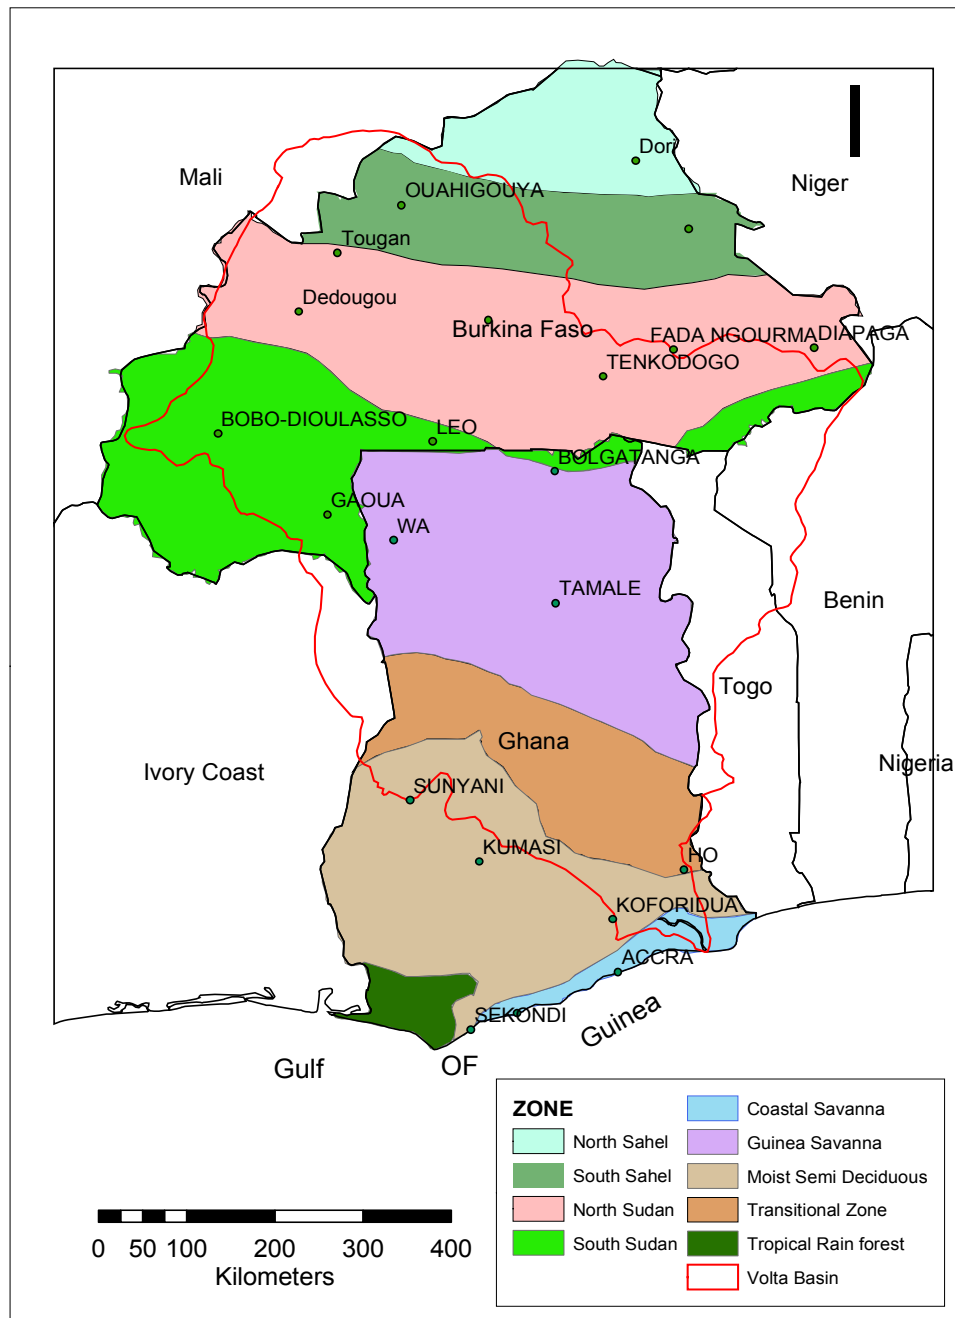 Dori
Mali
Niger
OUAHIGOUYA
Tougan
Dedougou
Burkina Faso
FADA NGOURMA
DIAPAGA
TENKODOGO
BOBO-DIOULASSO
LEO
BOLGATANGA
GAOUA
WA
TAMALE
Benin
Togo
Ghana
Ivory Coast
Nigeria
SUNYANI
KUMASI
HO
KOFORIDUA
ACCRA
SEKONDI
Gulf OF Guinea
ZONE
North Sahel
South Sahel
North Sudan
South Sudan
Coastal Savanna
Guinea Savanna
Moist Semi Deciduous
Transitional Zone
Tropical Rain forest
Volta Basin
0 50 100 200 300 400
Kilometers